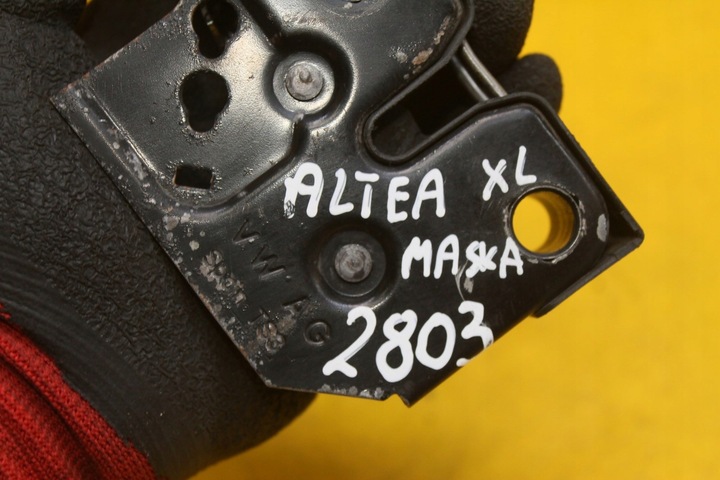 ALTEA XL
MASKA
2803
VW AG